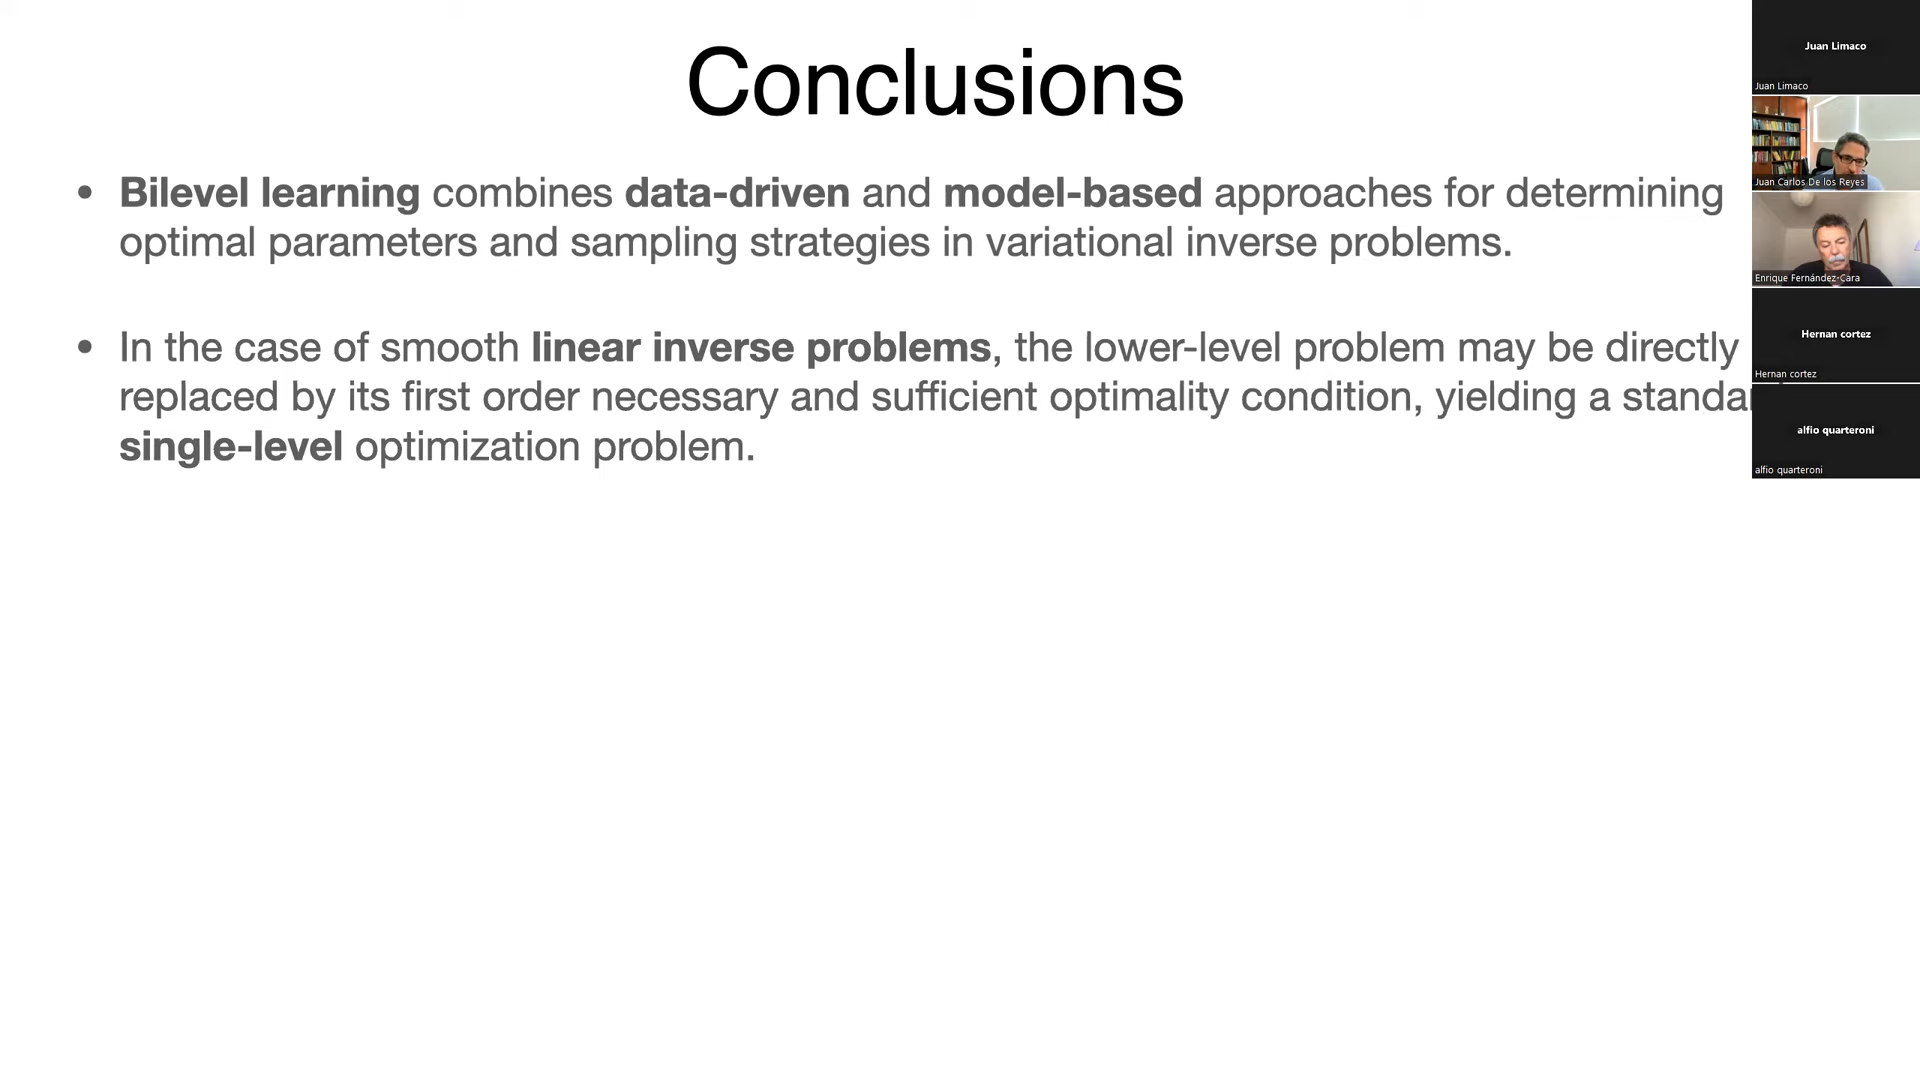 Conclusions
• Bilevel learning combines data-driven and model-based approaches for determining
optimal parameters and sampling strategies in variational inverse problems.
• In the case of smooth linear inverse problems, the lower-level problem may be directly
replaced by its first order necessary and sufficient optimality condition, yielding a
single-level optimization problem.
Juan Limaco
Juan Limaco
Juan Carlos De los Reyes
Enrique Fernández-Cara
Hernan cortez
Hernan cortez
alfio quarteroni
alfio quarteroni